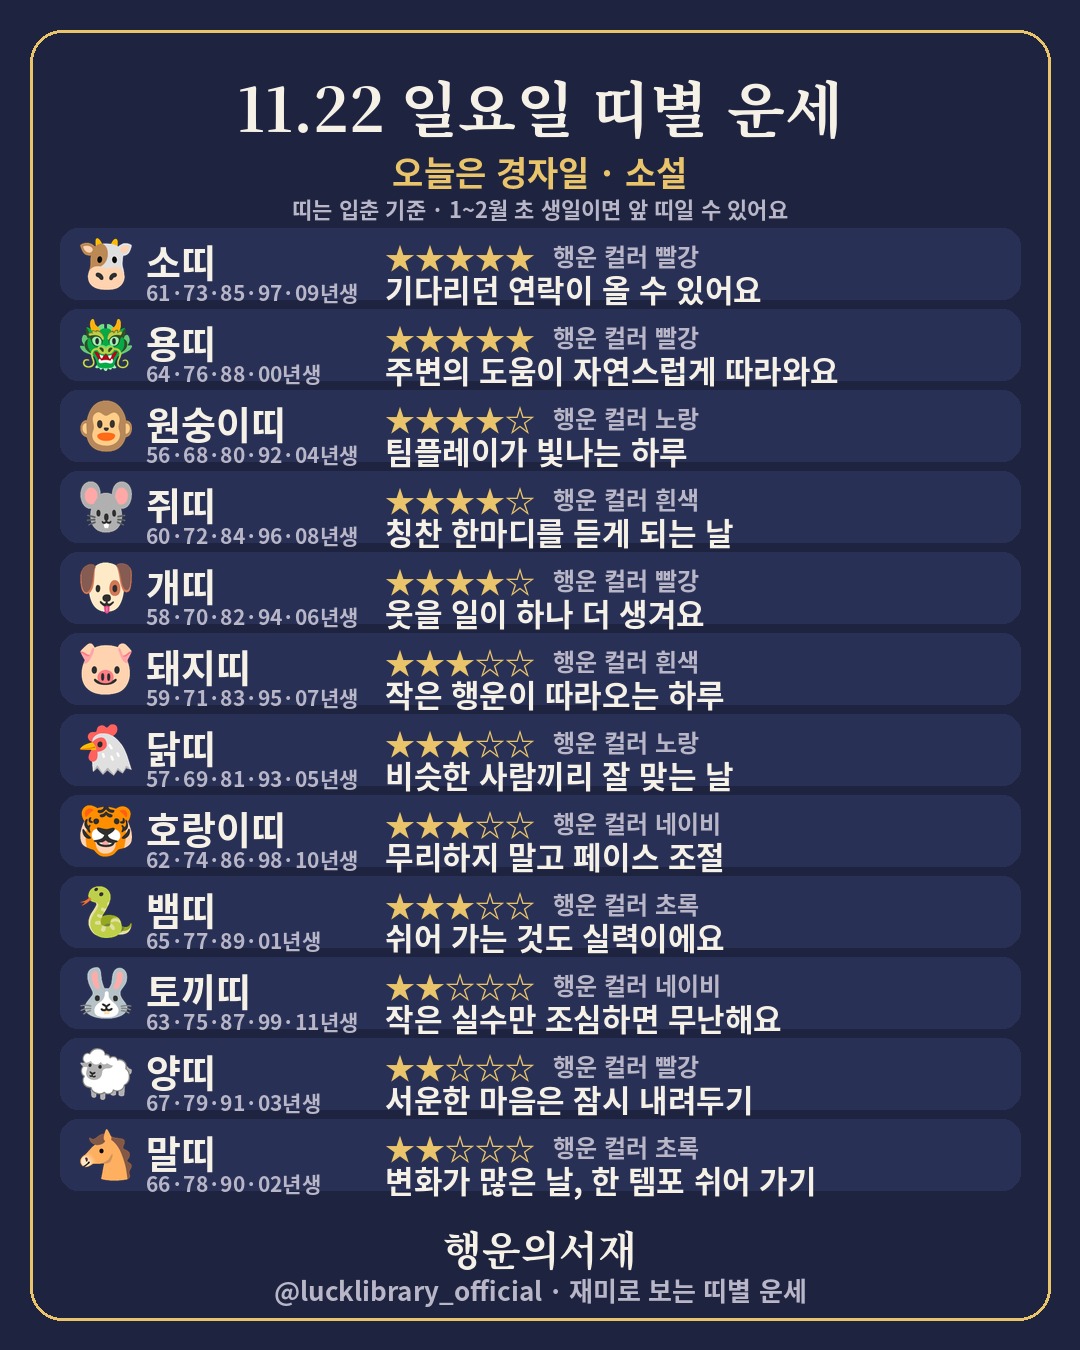 11.22 일요일 띠별 운세
오늘은 경자일 · 소설
띠는 입춘 기준 · 1~2월 초 생일이면 앞 띠일 수 있어요
소띠
61·73·85·97·09년생
★★★★★ 행운 컬러 빨강
기다리던 연락이 올 수 있어요
용띠
64·76·88·00년생
★★★★★ 행운 컬러 빨강
주변의 도움이 자연스럽게 따라와요
원숭이띠
56·68·80·92·04년생
★★★★☆ 행운 컬러 노랑
팀플레이가 빛나는 하루
쥐띠
60·72·84·96·08년생
★★★★☆ 행운 컬러 흰색
칭찬 한마디를 듣게 되는 날
개띠
58·70·82·94·06년생
★★★★☆ 행운 컬러 빨강
웃을 일이 하나 더 생겨요
돼지띠
59·71·83·95·07년생
★★★☆☆ 행운 컬러 흰색
작은 행운이 따라오는 하루
닭띠
57·69·81·93·05년생
★★★☆☆ 행운 컬러 노랑
비슷한 사람끼리 잘 맞는 날
호랑이띠
62·74·86·98·10년생
★★★☆☆ 행운 컬러 네이비
무리하지 말고 페이스 조절
뱀띠
65·77·89·01년생
★★★☆☆ 행운 컬러 초록
쉬어 가는 것도 실력이에요
토끼띠
63·75·87·99·11년생
★★☆☆☆ 행운 컬러 네이비
작은 실수만 조심하면 무난해요
양띠
67·79·91·03년생
★★☆☆☆ 행운 컬러 빨강
서운한 마음은 잠시 내려두기
말띠
66·78·90·02년생
★★☆☆☆ 행운 컬러 초록
변화가 많은 날, 한 템포 쉬어 가기
행운의서재
@lucklibrary_official · 재미로 보는 띠별 운세